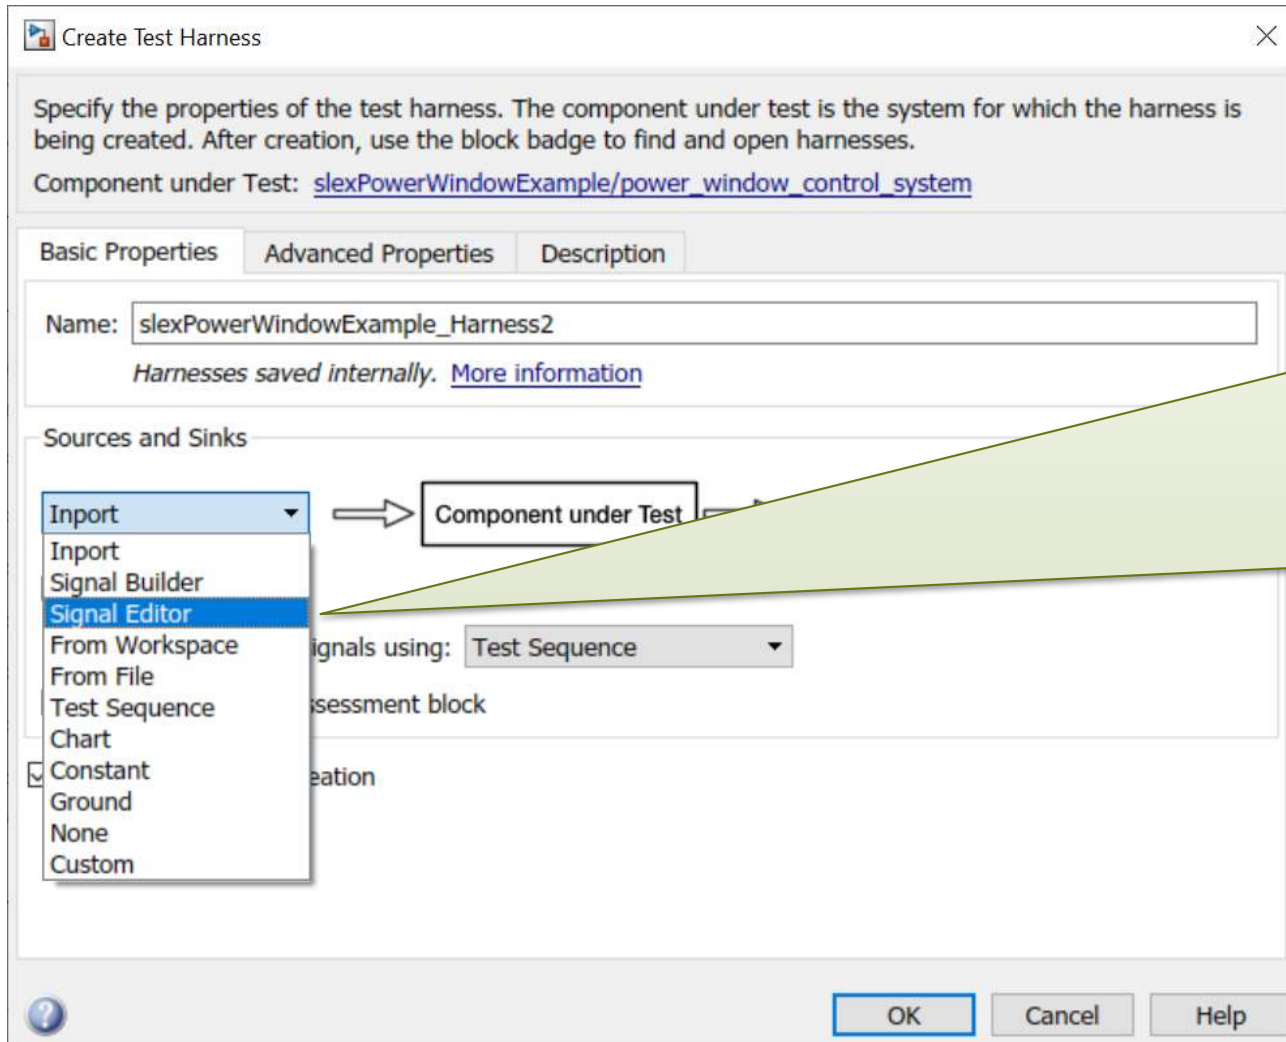 Create Test Harness
Specify the properties of the test harness. The component under test is the system for which the harness is
being created. After creation, use the block badge to find and open harnesses.
Component under Test: slexPowerWindowExample/power_window_control_system
Basic Properties Advanced Properties Description
Name: slexPowerWindowExample_Harness2
Harnesses saved internally. More information
Sources and Sinks
Inport Component under Test
Inport
Signal Builder
Signal Editor
From Workspace ignals using: Test Sequence
From File
Test Sequence ssessment block
Chart
Constant eation
Ground
None
Custom
? OK Cancel Help